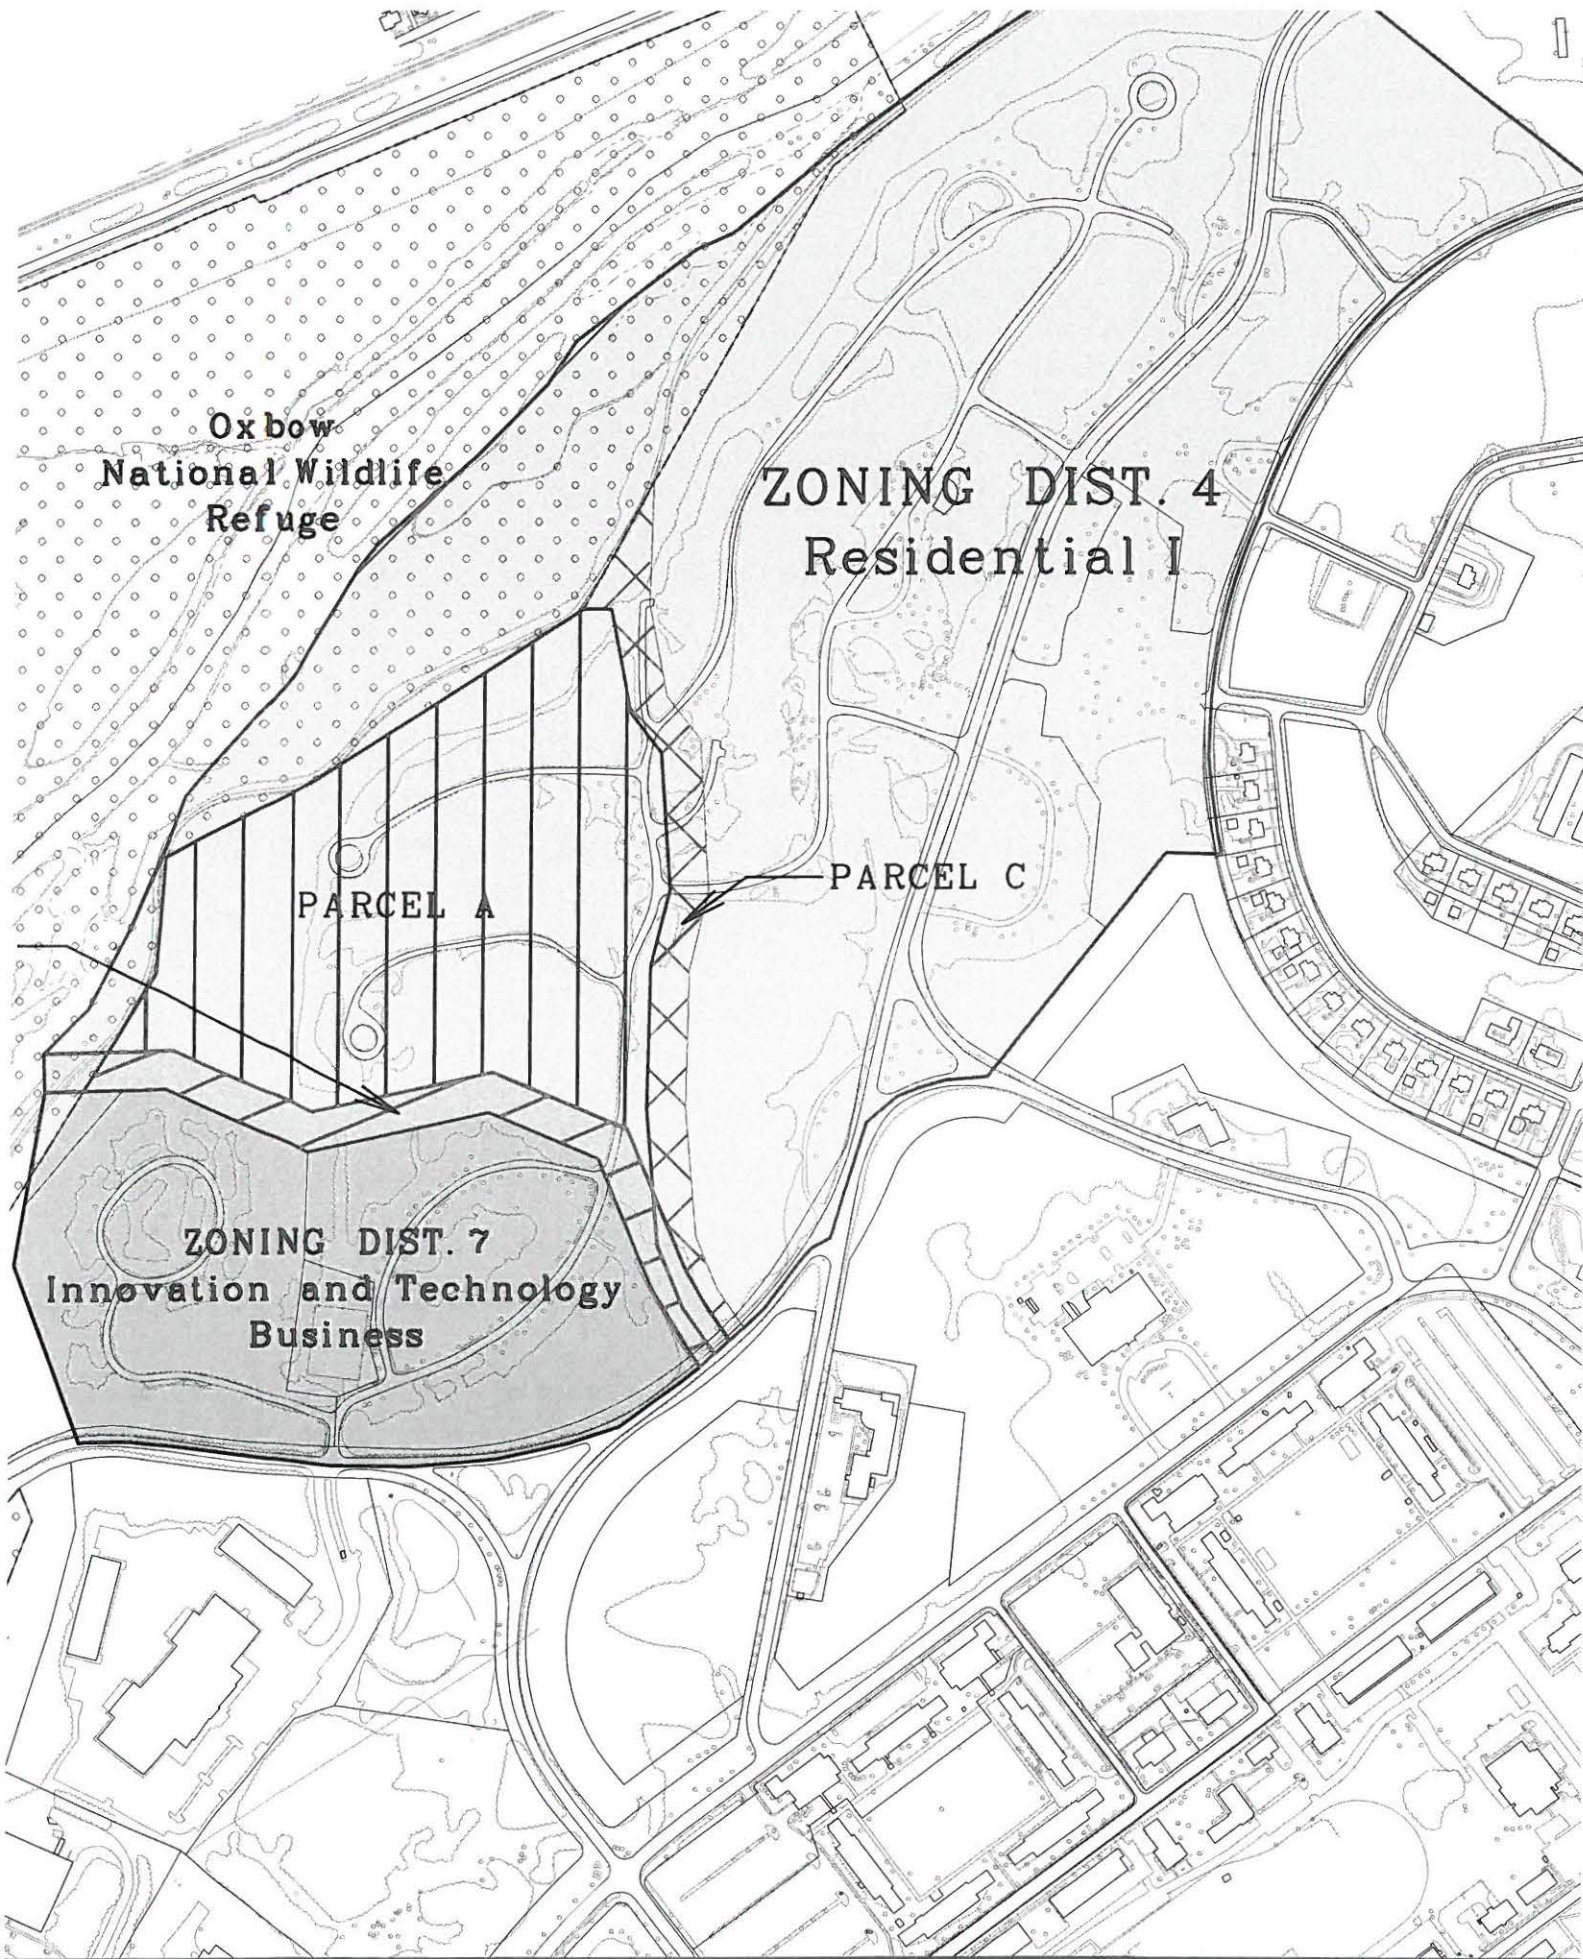 Oxbow
National Wildlife
Refuge
ZONING DIST. 4
Residential I
PARCEL C
PARCEL A
ZONING DIST. 7
Innovation and Technology
Business